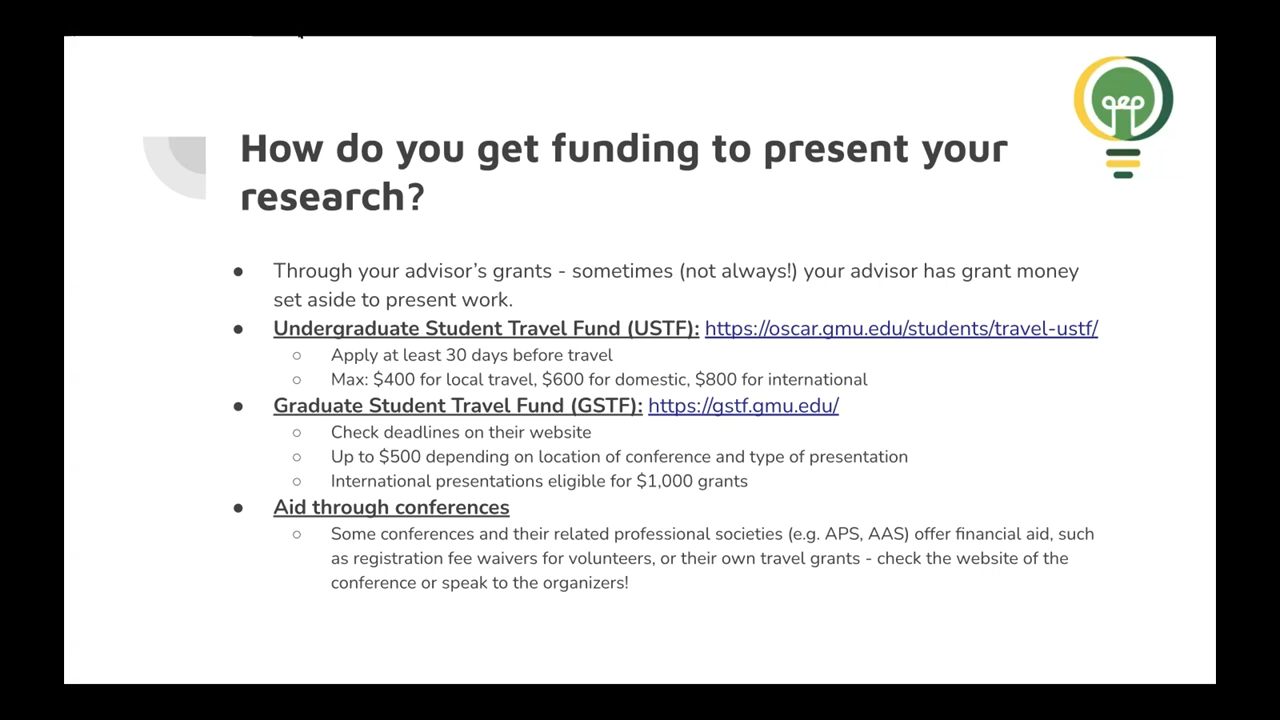 How do you get funding to present your
research?
● Through your advisor's grants - sometimes (not always!) your advisor has grant money
set aside to present work.
● Undergraduate Student Travel Fund (USTF): https://oscar.gmu.edu/students/travel-ustf/
○ Apply at least 30 days before travel
○ Max: $400 for local travel, $600 for domestic, $800 for international
● Graduate Student Travel Fund (GSTF): https://gstf.gmu.edu/
○ Check deadlines on their website
○ Up to $500 depending on location of conference and type of presentation
○ International presentations eligible for $1,000 grants
● Aid through conferences
○ Some conferences and their related professional societies (e.g. APS, AAS) offer financial aid, such
as registration fee waivers for volunteers, or their own travel grants - check the website of the
conference or speak to the organizers!